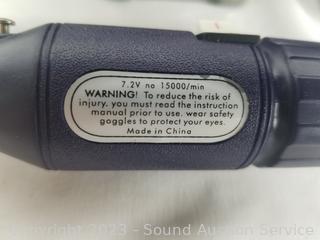 7.2V no 15000/min
WARNING! To reduce the risk of
injury, you must read the instruction
manual prior to use. wear safety
goggles to protect your eyes.
Made in China
Copyright 2023 - Sound Auction Service